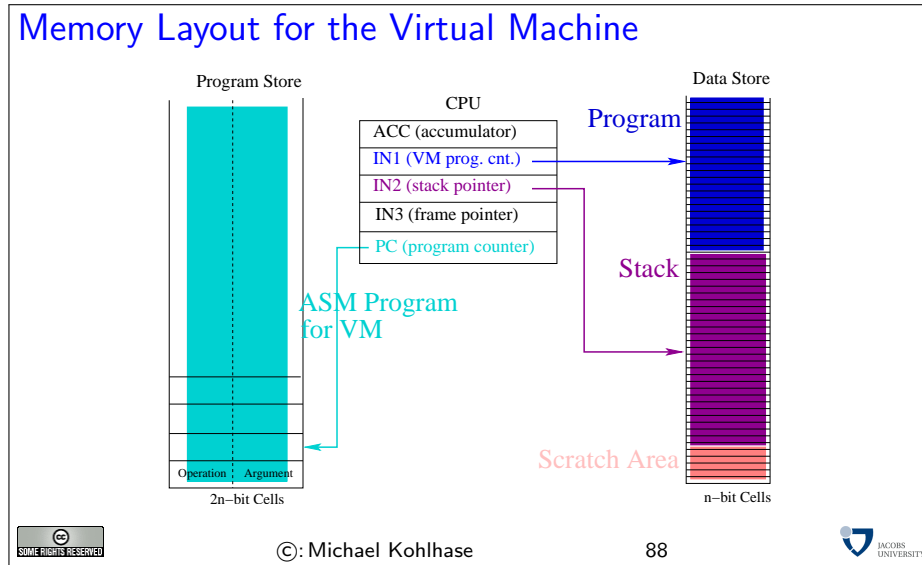 Memory Layout for the Virtual Machine
Program Store
Data Store
CPU
ACC (accumulator)
IN1 (VM prog. cnt.)
IN2 (stack pointer)
IN3 (frame pointer)
PC (program counter)
Program
Stack
ASM Program
for VM
Scratch Area
Operation
Argument
2n−bit Cells
n−bit Cells
cc
SOME RIGHTS RESERVED
©: Michael Kohlhase
88
JACOBS
UNIVERSITY